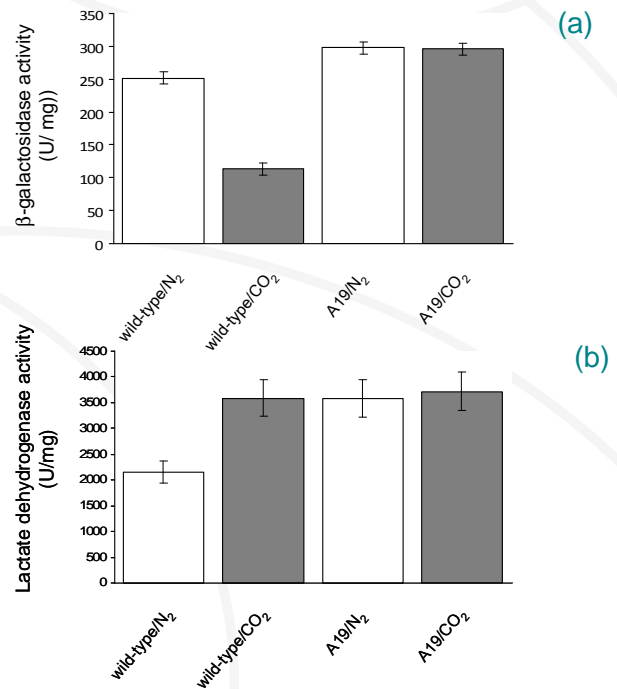 (a)
β-galactosidase activity
(U/ mg))
350
300
250
200
150
100
50
0
wild-type/N₂
wild-type/CO₂
A19/N₂
A19/CO₂
(b)
Lactate dehydrogenase activity
(U/mg)
4500
4000
3500
3000
2500
2000
1500
1000
500
0
wild-type/N₂
wild-type/CO₂
A19/N₂
A19/CO₂